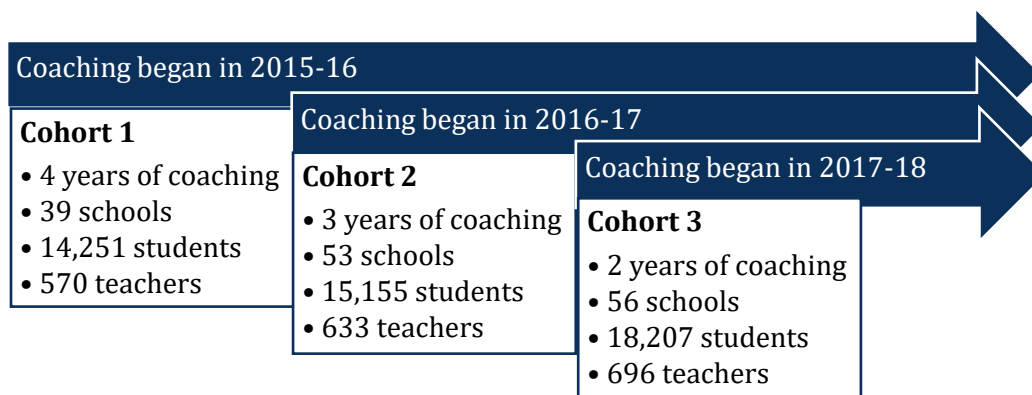 Coaching began in 2015-16
Cohort 1
• 4 years of coaching
• 39 schools
• 14,251 students
• 570 teachers
Coaching began in 2016-17
Cohort 2
• 3 years of coaching
• 53 schools
• 15,155 students
• 633 teachers
Coaching began in 2017-18
Cohort 3
• 2 years of coaching
• 56 schools
• 18,207 students
• 696 teachers